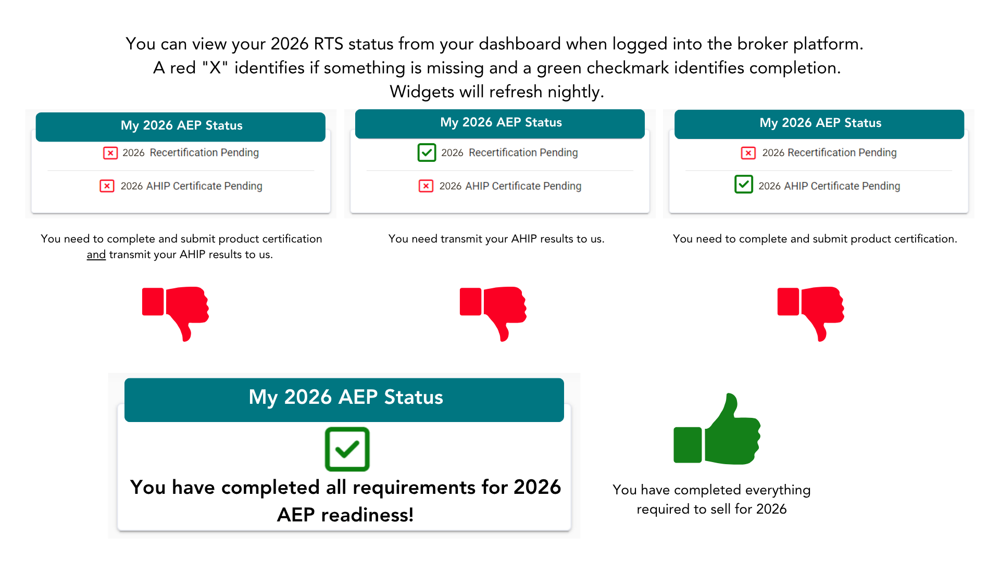 You can view your 2026 RTS status from your dashboard when logged into the broker platform.
A red "X" identifies if something is missing and a green checkmark identifies completion.
Widgets will refresh nightly.
My 2026 AEP Status
2026 Recertification Pending
2026 AHIP Certificate Pending
You need to complete and submit product certification
and transmit your AHIP results to us.
My 2026 AEP Status
2026 Recertification Pending
2026 AHIP Certificate Pending
You need transmit your AHIP results to us.
My 2026 AEP Status
2026 Recertification Pending
2026 AHIP Certificate Pending
You need to complete and submit product certification.
My 2026 AEP Status
You have completed all requirements for 2026
AEP readiness!
You have completed everything
required to sell for 2026